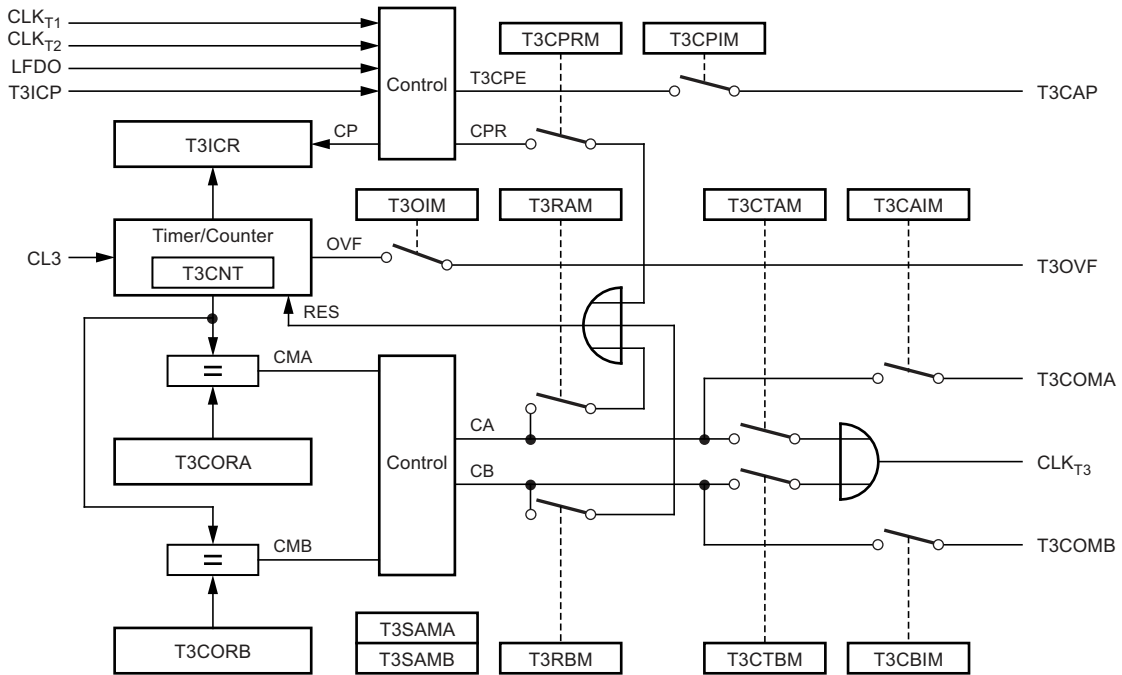 CLKT1
CLKT2
LFDO
T3ICP
Control
T3CPRM
T3CPIM
T3CPE
T3CAP
T3ICR
CP
CPR
T3OIM
T3RAM
T3CTAM
T3CAIM
Timer/Counter
T3CNT
CL3
OVF
T3OVF
RES
=
CMA
T3COMA
T3CORA
Control
CA
CB
CLKT3
=
CMB
T3COMB
T3CORB
T3SAMA
T3SAMB
T3RBM
T3CTBM
T3CBIM